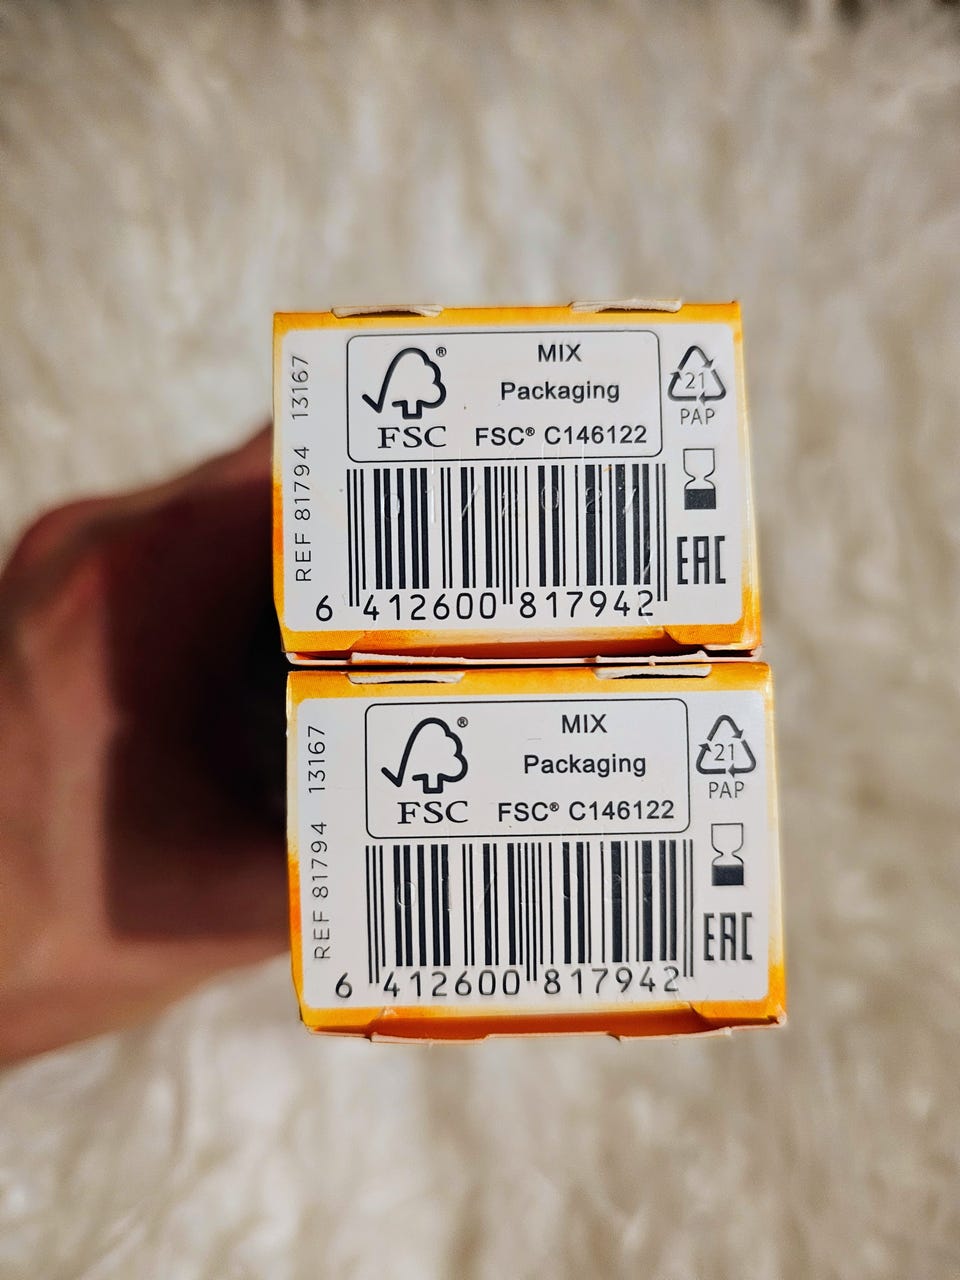 REF 81794 13167
®
FSC
MIX
Packaging
FSC® C146122
21
PAP
EAC
6 412600 817942
REF 81794 13167
®
FSC
MIX
Packaging
FSC® C146122
21
PAP
EAC
6 412600 817942